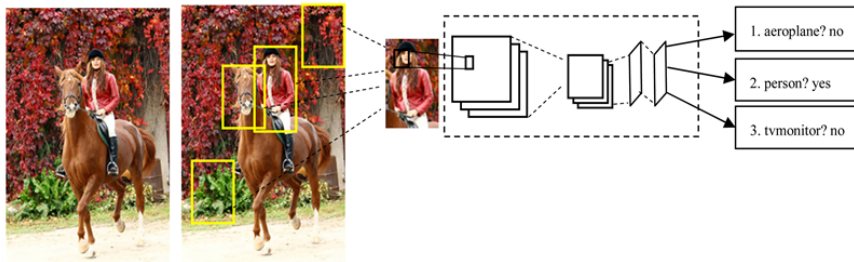 1. aeroplane? no
2. person? yes
3. tvmonitor? no